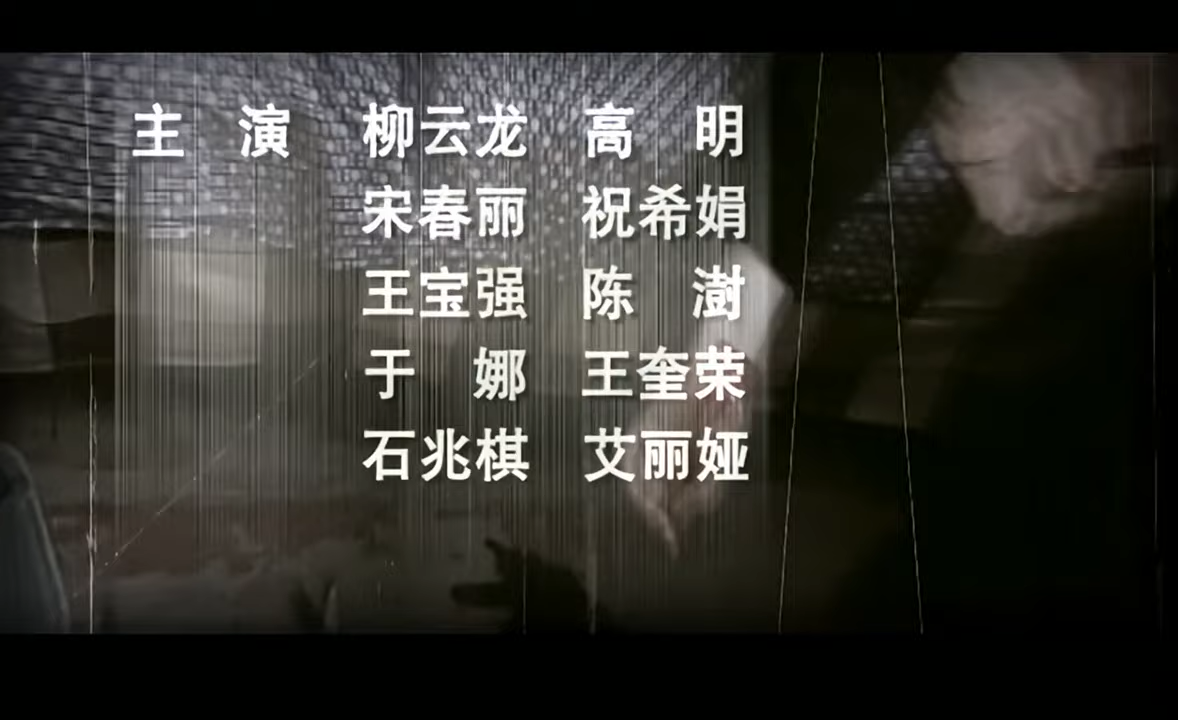 主 演 柳云龙 高 明
宋春丽 祝希娟
王宝强 陈 澍
于 娜 王奎荣
石兆棋 艾丽娅